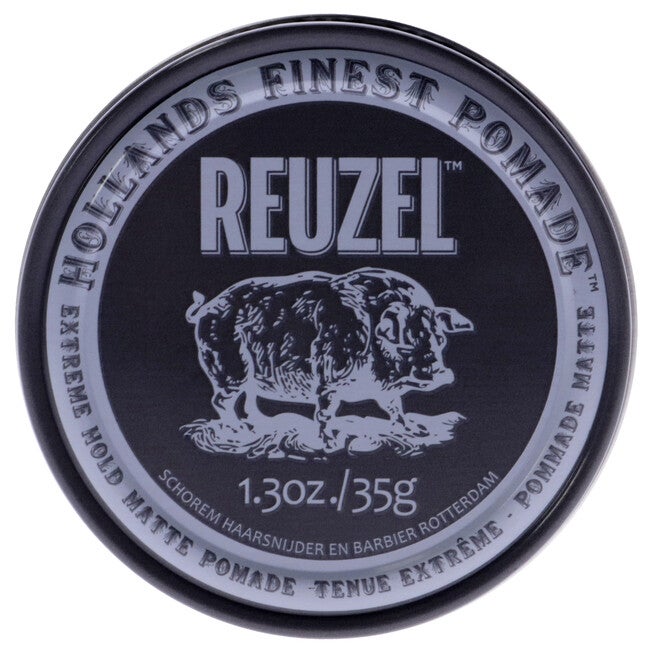 HOLLANDS FINEST POMADE™
REUZEL™
1.3oz./35g
SCHOREM HAARSNIJDER EN BARBIER ROTTERDAM
EXTREME HOLD MATTE POMADE TENUE EXTRÊME - POMMADE MATTE